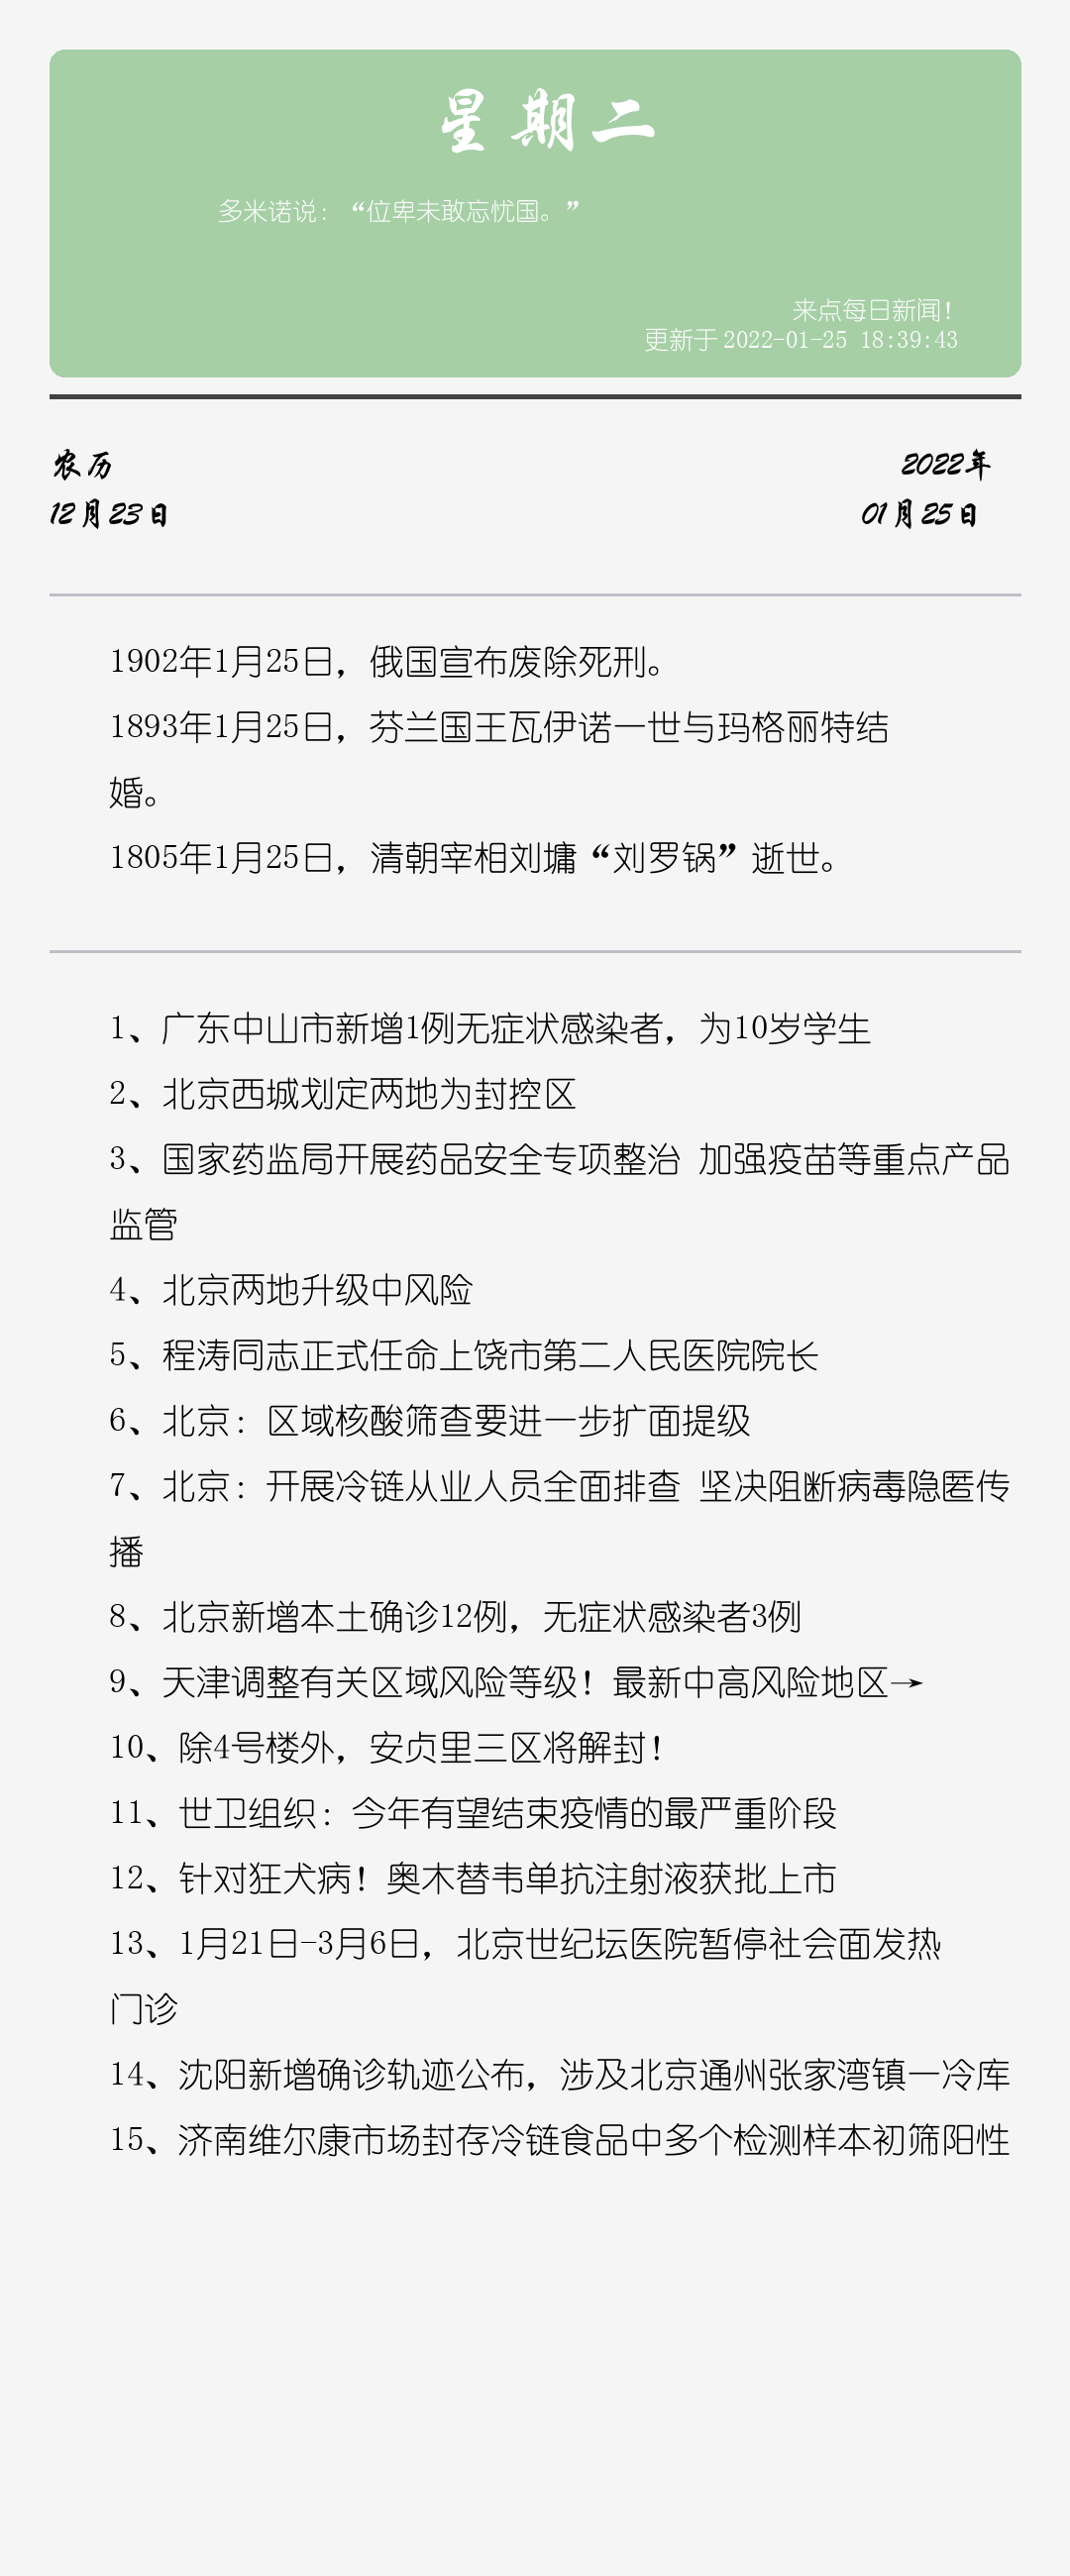 星期二
多米诺说：“位卑未敢忘忧国。”
来点每日新闻！
更新于 2022-01-25 18:39:43
农历
12月23日
2022年
01月25日
1902年1月25日，俄国宣布废除死刑。
1893年1月25日，芬兰国王瓦伊诺一世与玛格丽特结
婚。
1805年1月25日，清朝宰相刘墉“刘罗锅”逝世。
1、广东中山市新增1例无症状感染者，为10岁学生
2、北京西城划定两地为封控区
3、国家药监局开展药品安全专项整治 加强疫苗等重点产品
监管
4、北京两地升级中风险
5、程涛同志正式任命上饶市第二人民医院院长
6、北京：区域核酸筛查要进一步扩面提级
7、北京：开展冷链从业人员全面排查 坚决阻断病毒隐匿传
播
8、北京新增本土确诊12例，无症状感染者3例
9、天津调整有关区域风险等级！最新中高风险地区→
10、除4号楼外，安贞里三区将解封！
11、世卫组织：今年有望结束疫情的最严重阶段
12、针对狂犬病！奥木替韦单抗注射液获批上市
13、1月21日-3月6日，北京世纪坛医院暂停社会面发热
门诊
14、沈阳新增确诊轨迹公布，涉及北京通州张家湾镇一冷库
15、济南维尔康市场封存冷链食品中多个检测样本初筛阳性